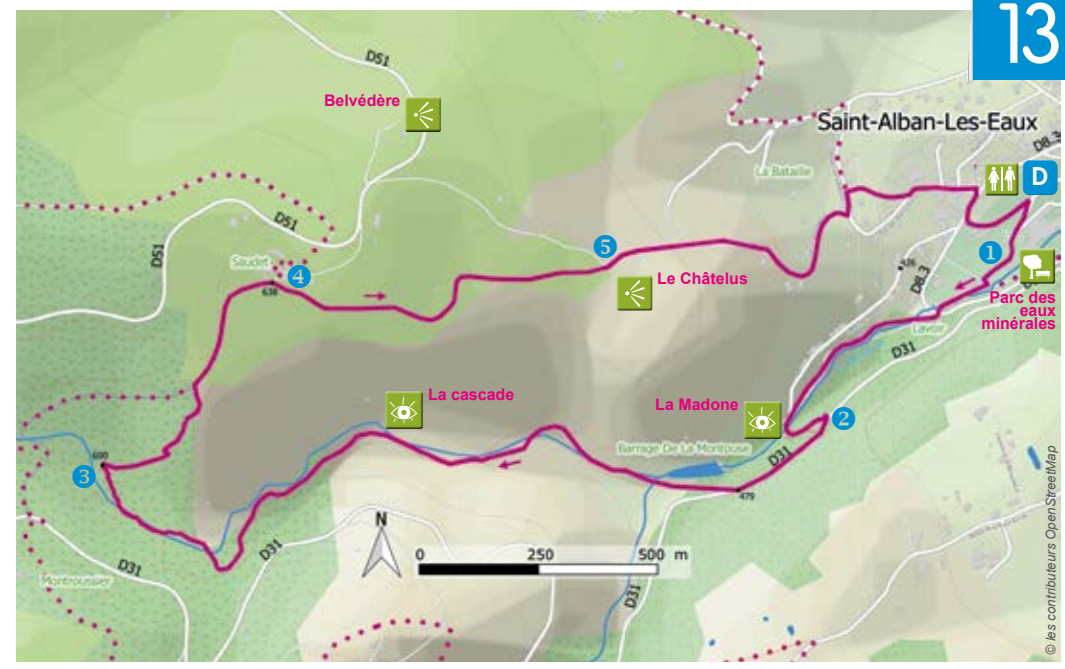 13
D51
Belvédère
Saint-Alban-Les-Eaux
D8.3
La Bataille
D
D51
D51
Saudet
4
638
5
Le Châtelus
1
426
D8.3
Parc des
eaux
minérales
Lavoir
D31
La cascade
La Madone
2
Barrage De La Montouse
D31
479
600
3
N
0 250 500 m
D31
D31
D31
Montroussier
© les contributeurs OpenStreetMap